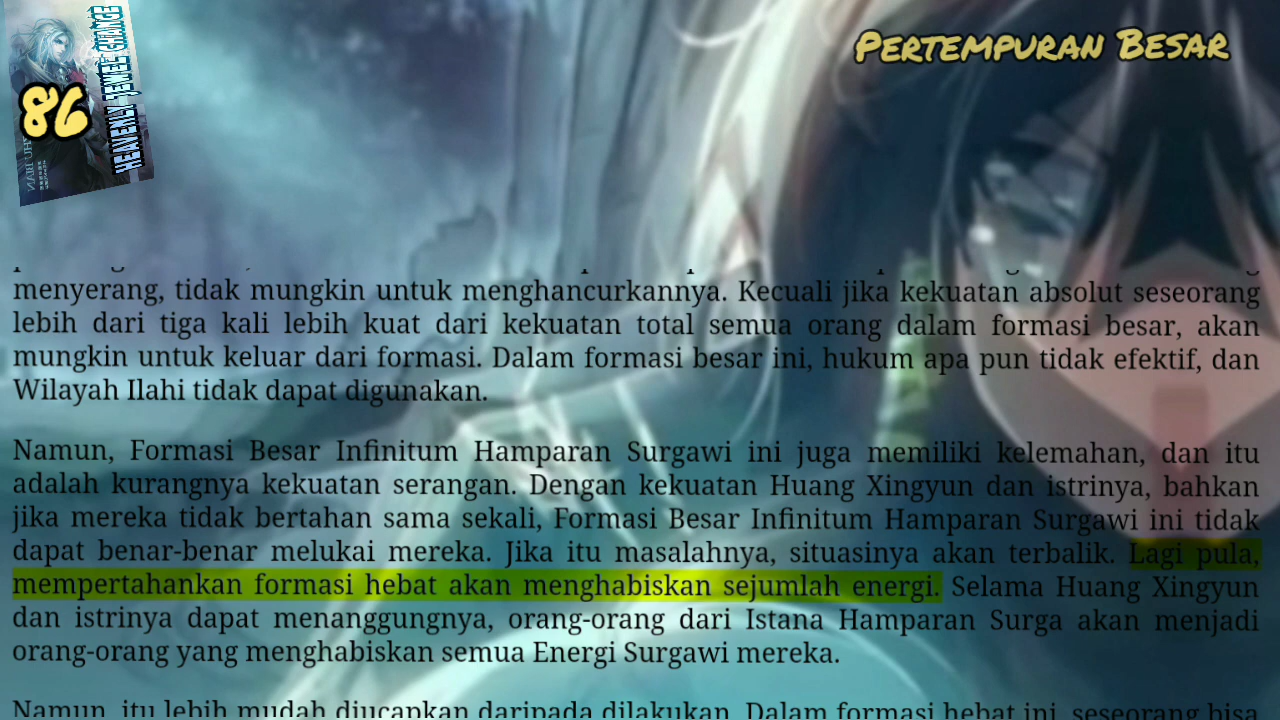 HEAVENLY JEWEL CHANGE
86
PERTEMPURAN BESAR
menyerang, tidak mungkin untuk menghancurkannya. Kecuali jika kekuatan absolut seseorang
lebih dari tiga kali lebih kuat dari kekuatan total semua orang dalam formasi besar, akan
mungkin untuk keluar dari formasi. Dalam formasi besar ini, hukum apa pun tidak efektif, dan
Wilayah Ilahi tidak dapat digunakan.
Namun, Formasi Besar Infinitum Hamparan Surgawi ini juga memiliki kelemahan, dan itu
adalah kurangnya kekuatan serangan. Dengan kekuatan Huang Xingyun dan istrinya, bahkan
jika mereka tidak bertahan sama sekali, Formasi Besar Infinitum Hamparan Surgawi ini tidak
dapat benar-benar melukai mereka. Jika itu masalahnya, situasinya akan terbalik. Lagi pula,
mempertahankan formasi hebat akan menghabiskan sejumlah energi. Selama Huang Xingyun
dan istrinya dapat menanggungnya, orang-orang dari Istana Hamparan Surga akan menjadi
orang-orang yang menghabiskan semua Energi Surgawi mereka.
Namun, itu lebih mudah diucapkan daripada dilakukan. Dalam formasi hebat ini, seseorang bisa